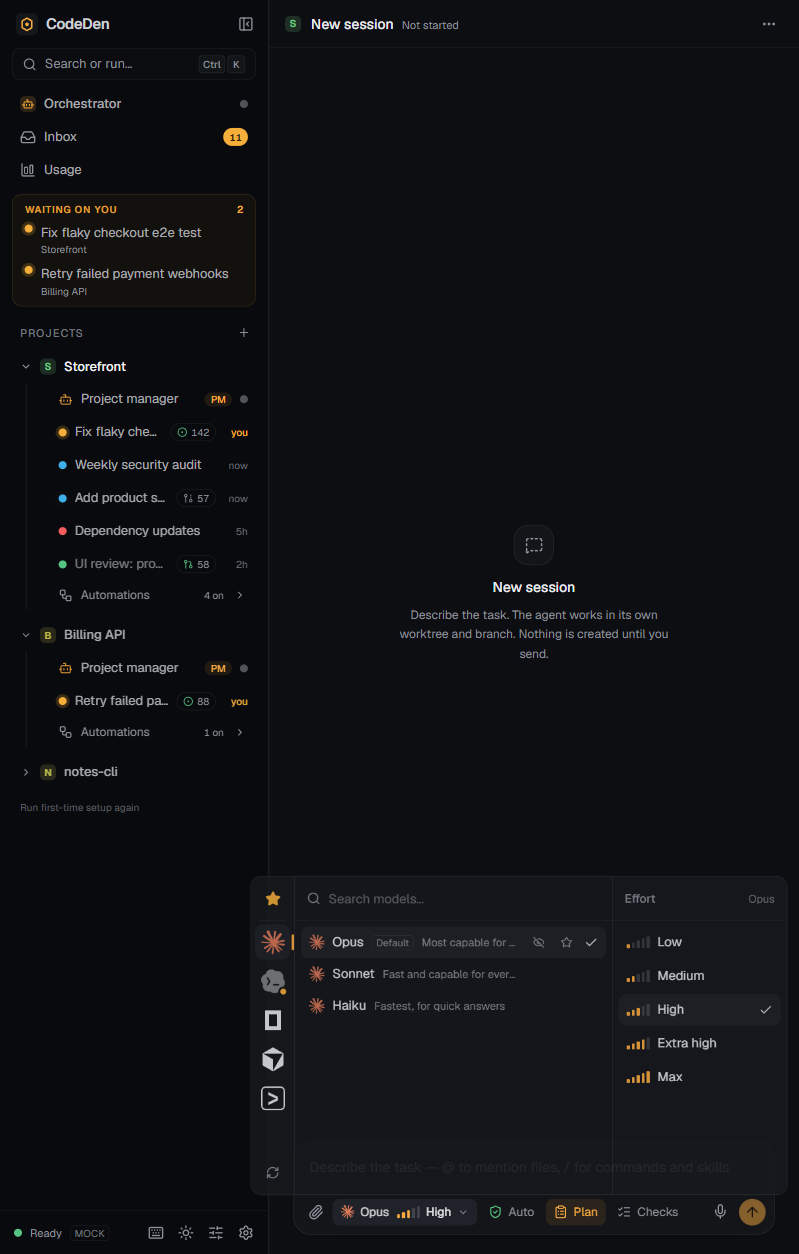 CodeDen
Search or run... Ctrl K
Orchestrator
Inbox 11
Usage
WAITING ON YOU 2
Fix flaky checkout e2e test
Storefront
Retry failed payment webhooks
Billing API
PROJECTS
S Storefront
Project manager PM
Fix flaky che... 142 you
Weekly security audit now
Add product s... 57 now
Dependency updates 5h
UI review: pro... 58 2h
Automations 4 on
B Billing API
Project manager PM
Retry failed pa... 88 you
Automations 1 on
N notes-cli
Run first-time setup again
Ready MOCK
S New session Not started
New session
Describe the task. The agent works in its own
worktree and branch. Nothing is created until you
send.
Search models...
Opus Default Most capable for ...
Sonnet Fast and capable for ever...
Haiku Fastest, for quick answers
Effort Opus
Low
Medium
High
Extra high
Max
Describe the task — @ to mention files, / for commands and skills
Opus High Auto Plan Checks